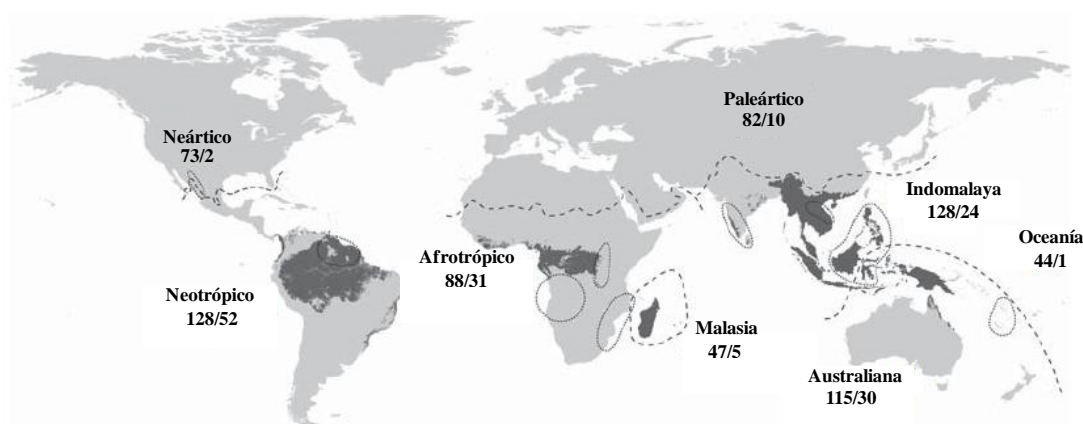 Paleártico
82/10
Neártico
73/2
Indomalaya
128/24
Oceanía
44/1
Afrotrópico
88/31
Neotrópico
128/52
Malasia
47/5
Australiana
115/30